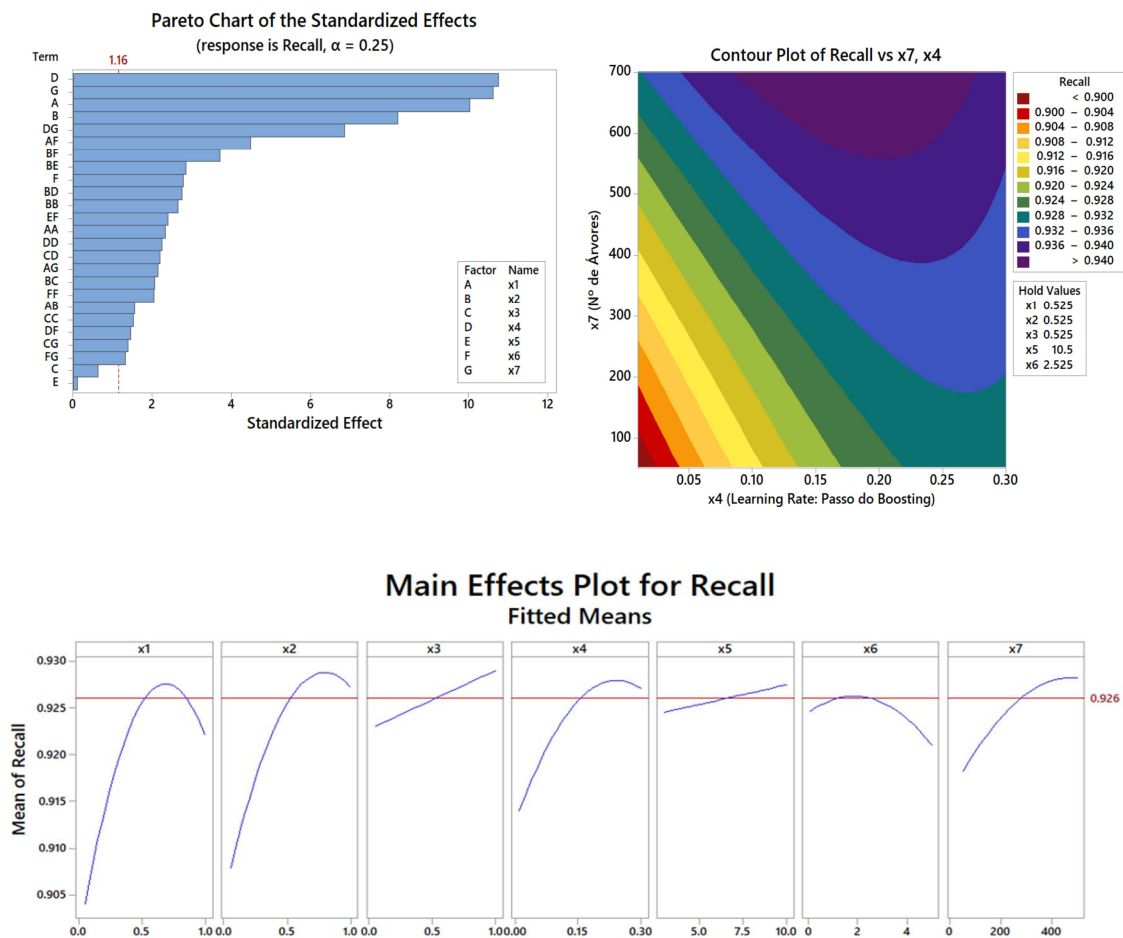 Pareto Chart of the Standardized Effects
(response is Recall, α = 0.25)
Term
1.16
D
G
A
B
DG
AF
BF
BE
F
BD
BB
EF
AA
DD
CD
AG
BC
FF
AB
CC
DF
CG
FG
C
E
0 2 4 6 8 10 12
Standardized Effect
Factor Name
A x1
B x2
C x3
D x4
E x5
F x6
G x7
Contour Plot of Recall vs x7, x4
700
600
500
400
300
200
100
x7 (Nº de Árvores)
0.05 0.10 0.15 0.20 0.25 0.30
x4 (Learning Rate: Passo do Boosting)
Recall
< 0.900
0.900 – 0.904
0.904 – 0.908
0.908 – 0.912
0.912 – 0.916
0.916 – 0.920
0.920 – 0.924
0.924 – 0.928
0.928 – 0.932
0.932 – 0.936
0.936 – 0.940
> 0.940
Hold Values
x1 0.525
x2 0.525
x3 0.525
x5 10.5
x6 2.525
Main Effects Plot for Recall
Fitted Means
x1 x2 x3 x4 x5 x6 x7
0.930
0.925
0.920
0.915
0.910
0.905
Mean of Recall
0.926
0.0 0.5 1.0 0.0 0.5 1.0 0.0 0.5 1.0 0.00 0.15 0.30 5.0 7.5 10.0 0 2 4 0 200 400